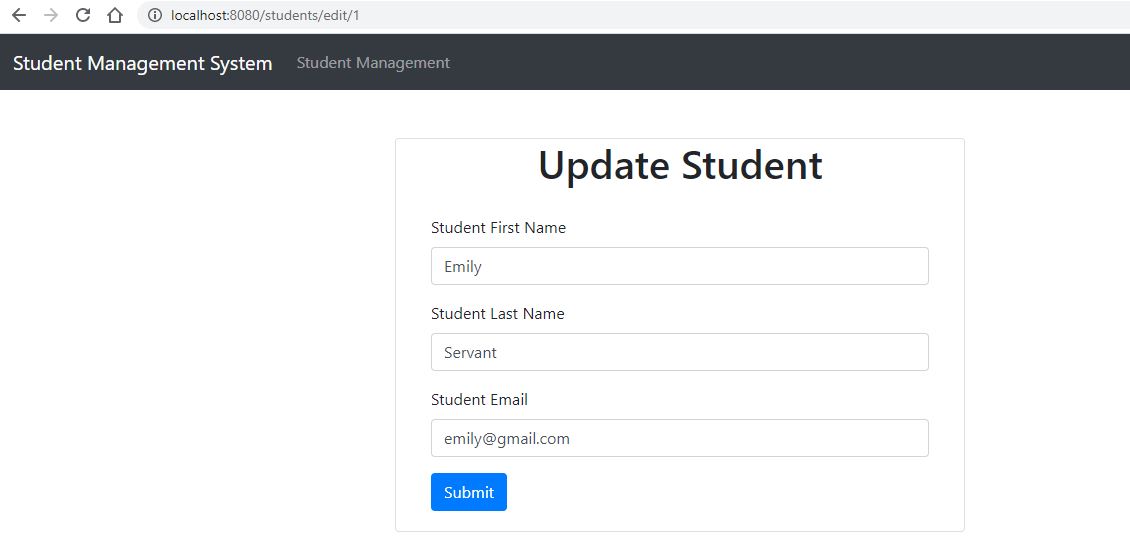 localhost:8080/students/edit/1
Student Management System Student Management
Update Student
Student First Name
Emily
Student Last Name
Servant
Student Email
emily@gmail.com
Submit